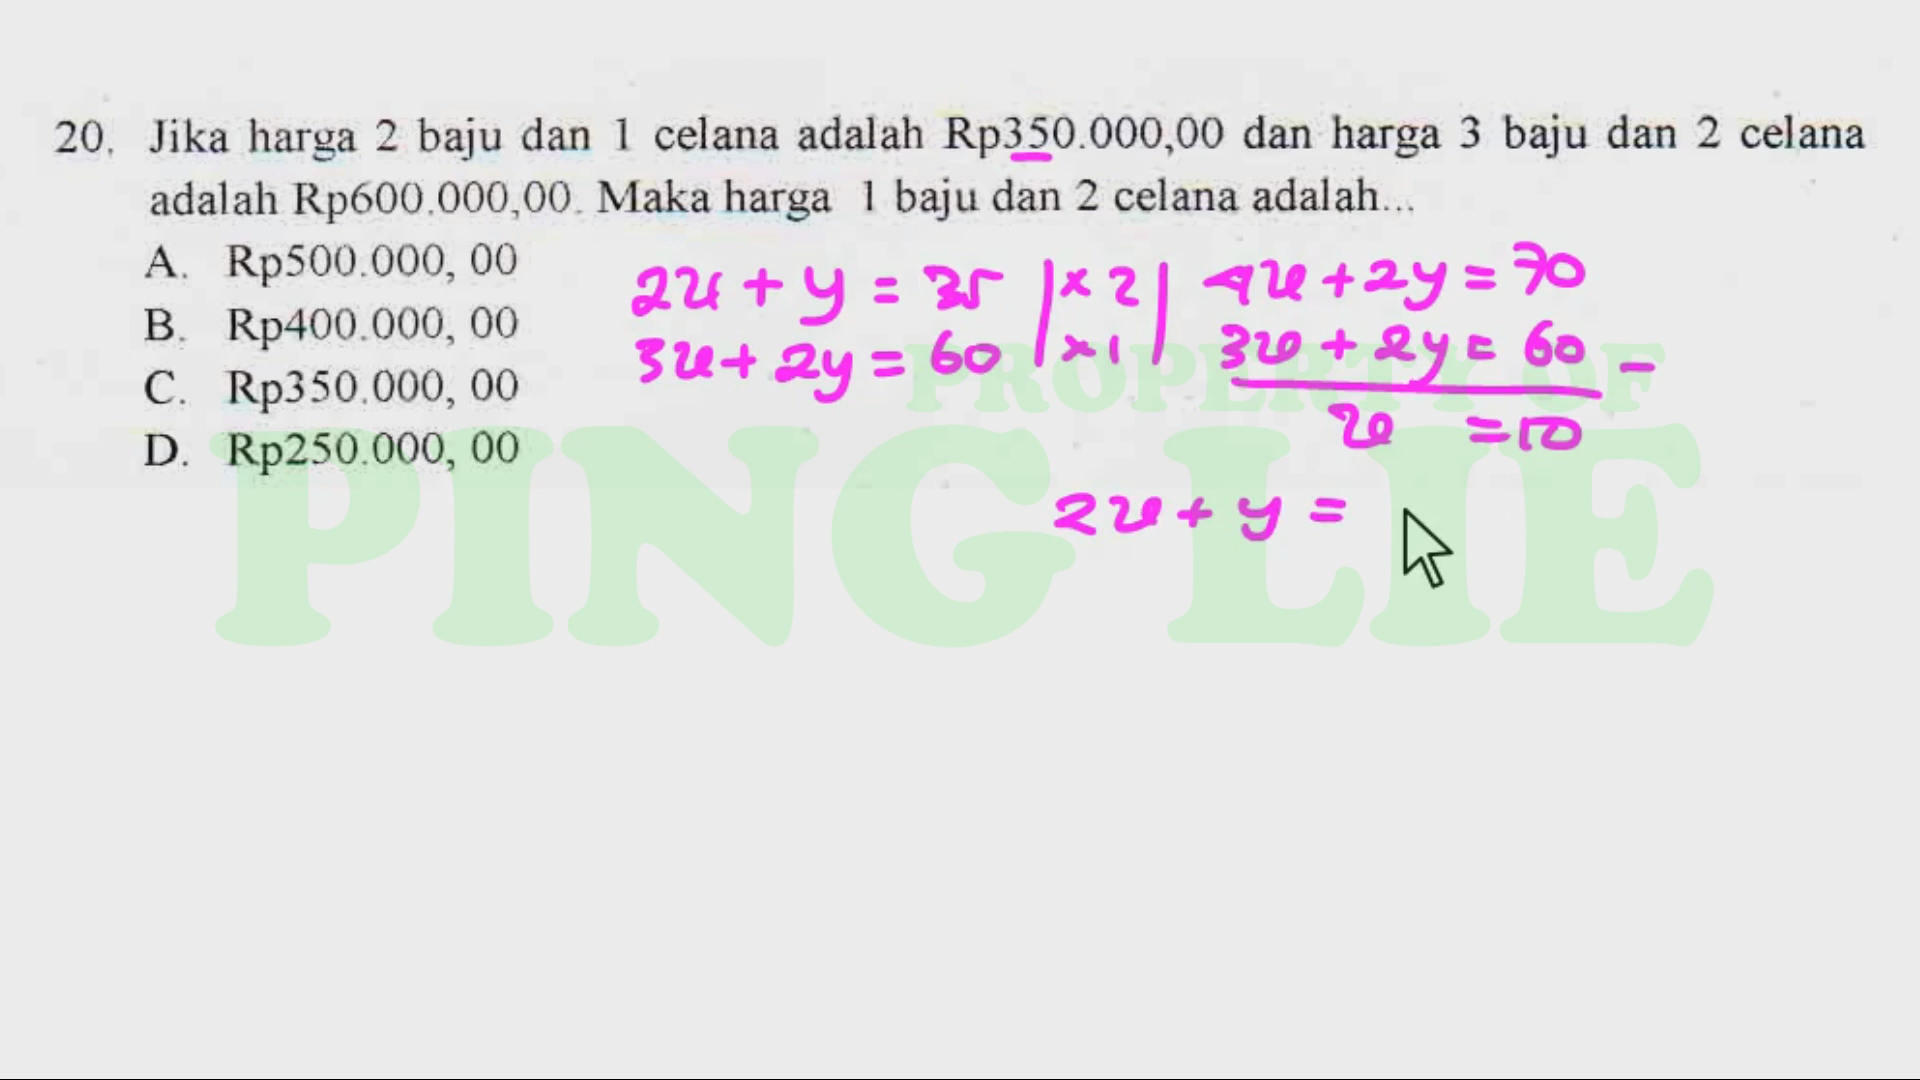 20. Jika harga 2 baju dan 1 celana adalah Rp350.000,00 dan harga 3 baju dan 2 celana
adalah Rp600.000,00. Maka harga 1 baju dan 2 celana adalah...
A. Rp500.000, 00
B. Rp400.000, 00
C. Rp350.000, 00
D. Rp250.000, 00
2x + y = 35 | x 2 | 4x + 2y = 70
3x + 2y = 60 | x 1 | 3x + 2y = 60 –
x = 10
2x + y =
PROPERTY OF
PING LIE